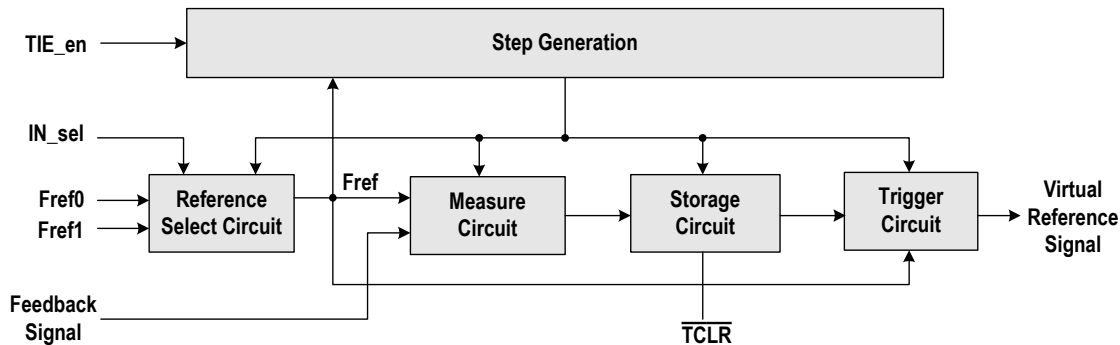 Step Generation
TIE_en
IN_sel
Fref0
Fref1
Reference
Select Circuit
Fref
Measure
Circuit
Storage
Circuit
Trigger
Circuit
Virtual
Reference
Signal
Feedback
Signal
TCLR